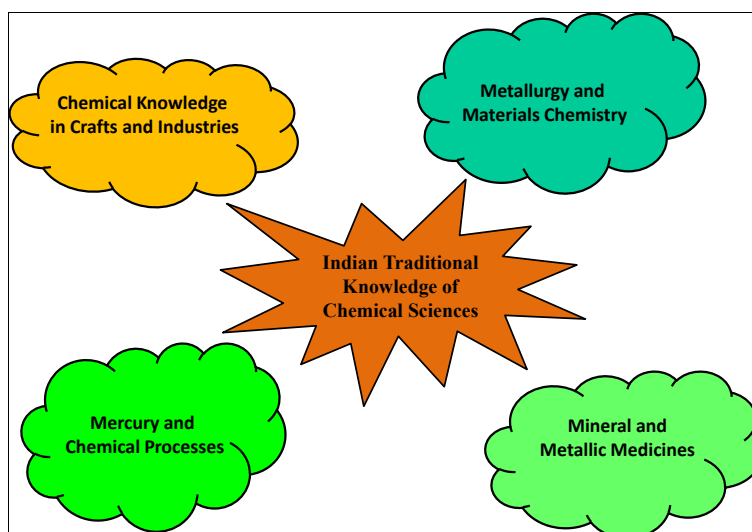 Chemical Knowledge
in Crafts and Industries
Metallurgy and
Materials Chemistry
Indian Traditional
Knowledge of
Chemical Sciences
Mercury and
Chemical Processes
Mineral and
Metallic Medicines